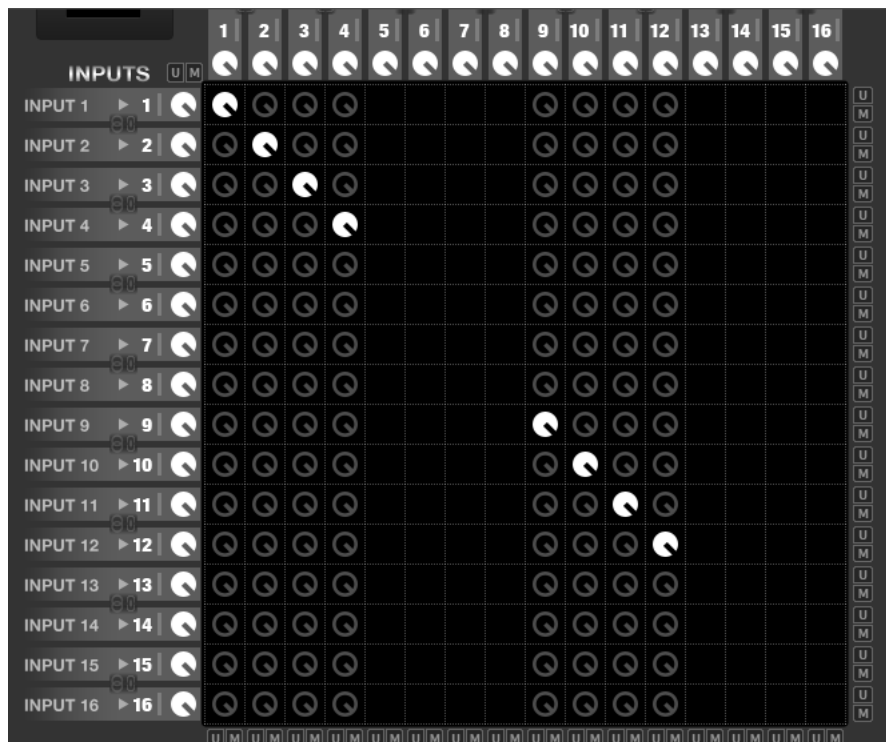 1 2 3 4 5 6 7 8 9 10 11 12 13 14 15 16
INPUTS U M
INPUT 1 1 U M
INPUT 2 2 U M
INPUT 3 3 U M
INPUT 4 4 U M
INPUT 5 5 U M
INPUT 6 6 U M
INPUT 7 7 U M
INPUT 8 8 U M
INPUT 9 9 U M
INPUT 10 10 U M
INPUT 11 11 U M
INPUT 12 12 U M
INPUT 13 13 U M
INPUT 14 14 U M
INPUT 15 15 U M
INPUT 16 16 U M
U M U M U M U M U M U M U M U M U M U M U M U M U M U M U M U M